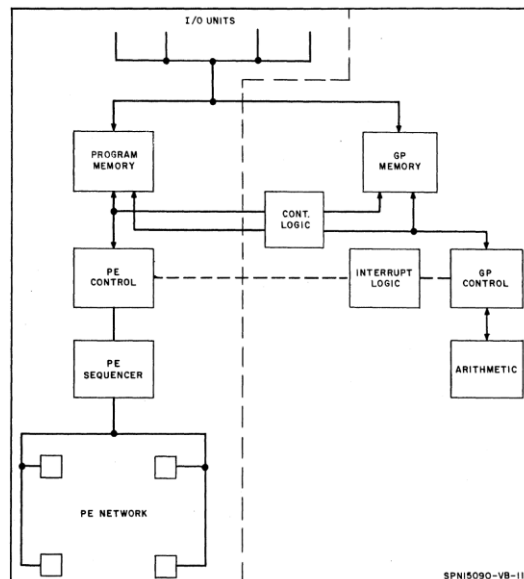 I/O UNITS
PROGRAM
MEMORY
GP
MEMORY
CONT.
LOGIC
PE
CONTROL
INTERRUPT
LOGIC
GP
CONTROL
PE
SEQUENCER
ARITHMETIC
PE NETWORK
SPN15090-VB-11